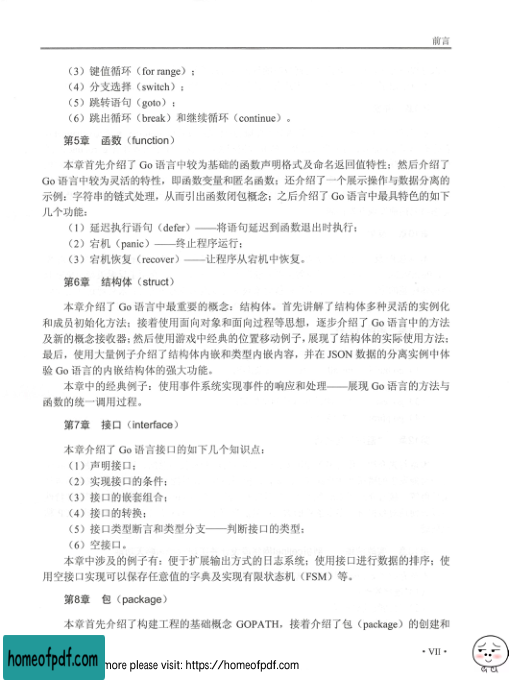 前言
（3）键值循环（for range）；
（4）分支选择（switch）；
（5）跳转语句（goto）；
（6）跳出循环（break）和继续循环（continue）。
第5章 函数（function）
本章首先介绍了 Go 语言中较为基础的函数声明格式及命名返回值特性；然后介绍了
Go 语言中较为灵活的特性，即函数变量和匿名函数；还介绍了一个展示操作与数据分离的
示例：字符串的链式处理，从而引出函数闭包概念；之后介绍了 Go 语言中最具特色的如下
几个功能：
（1）延迟执行语句（defer）——将语句延迟到函数退出时执行；
（2）宕机（panic）——终止程序运行；
（3）宕机恢复（recover）——让程序从宕机中恢复。
第6章 结构体（struct）
本章介绍了 Go 语言中最重要的概念：结构体。首先讲解了结构体多种灵活的实例化
和成员初始化方法；接着使用面向对象和面向过程等思想，逐步介绍了 Go 语言中的方法
及新的概念接收器；然后使用游戏中经典的位置移动例子，展现了结构体的实际使用方法；
最后，使用大量例子介绍了结构体内嵌和类型内嵌内容，并在 JSON 数据的分离实例中体
验 Go 语言的内嵌结构体的强大功能。
本章中的经典例子：使用事件系统实现事件的响应和处理——展现 Go 语言的方法与
函数的统一调用过程。
第7章 接口（interface）
本章介绍了 Go 语言接口的如下几个知识点：
（1）声明接口；
（2）实现接口的条件；
（3）接口的嵌套组合；
（4）接口的转换；
（5）接口类型断言和类型分支——判断接口的类型；
（6）空接口。
本章中涉及的例子有：便于扩展输出方式的日志系统；使用接口进行数据的排序；使
用空接口实现可以保存任意值的字典及实现有限状态机（FSM）等。
第8章 包（package）
本章首先介绍了构建工程的基础概念 GOPATH，接着介绍了包（package）的创建和
• VII •
homeofpdf.com
more please visit: https://homeofpdf.com